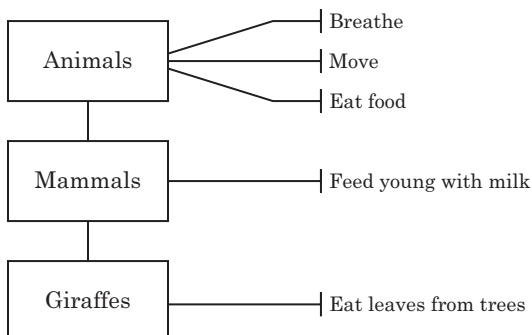 Animals
Breathe
Move
Eat food
Mammals
Feed young with milk
Giraffes
Eat leaves from trees